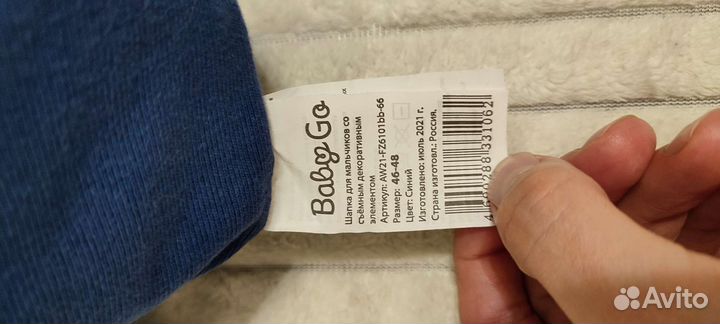 Baby Go
Шапка для мальчиков со
съёмным декоративным
элементом
Артикул: AW21-FZ6101bb-66
Размер: 46-48
Цвет: Синий
Изготовлено: июль 2021 г.
Страна изготовл.: Россия.
Avito